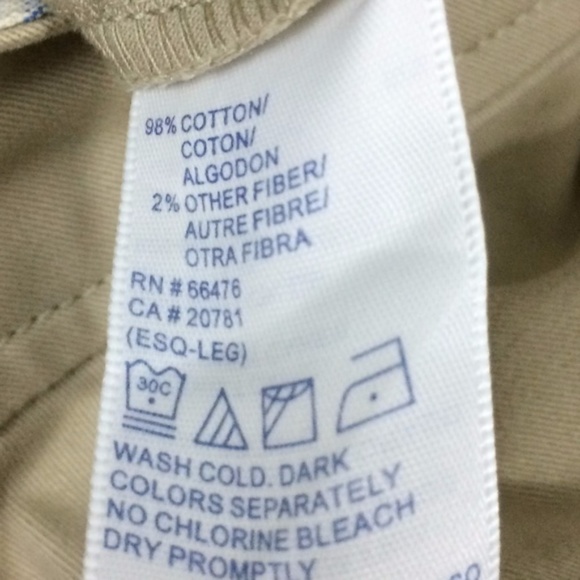 98% COTTON/
COTON/
ALGODON
2% OTHER FIBER/
AUTRE FIBRE/
OTRA FIBRA
RN # 66476
CA # 20781
(ESQ-LEG)
30C
WASH COLD. DARK
COLORS SEPARATELY
NO CHLORINE BLEACH
DRY PROMPTLY